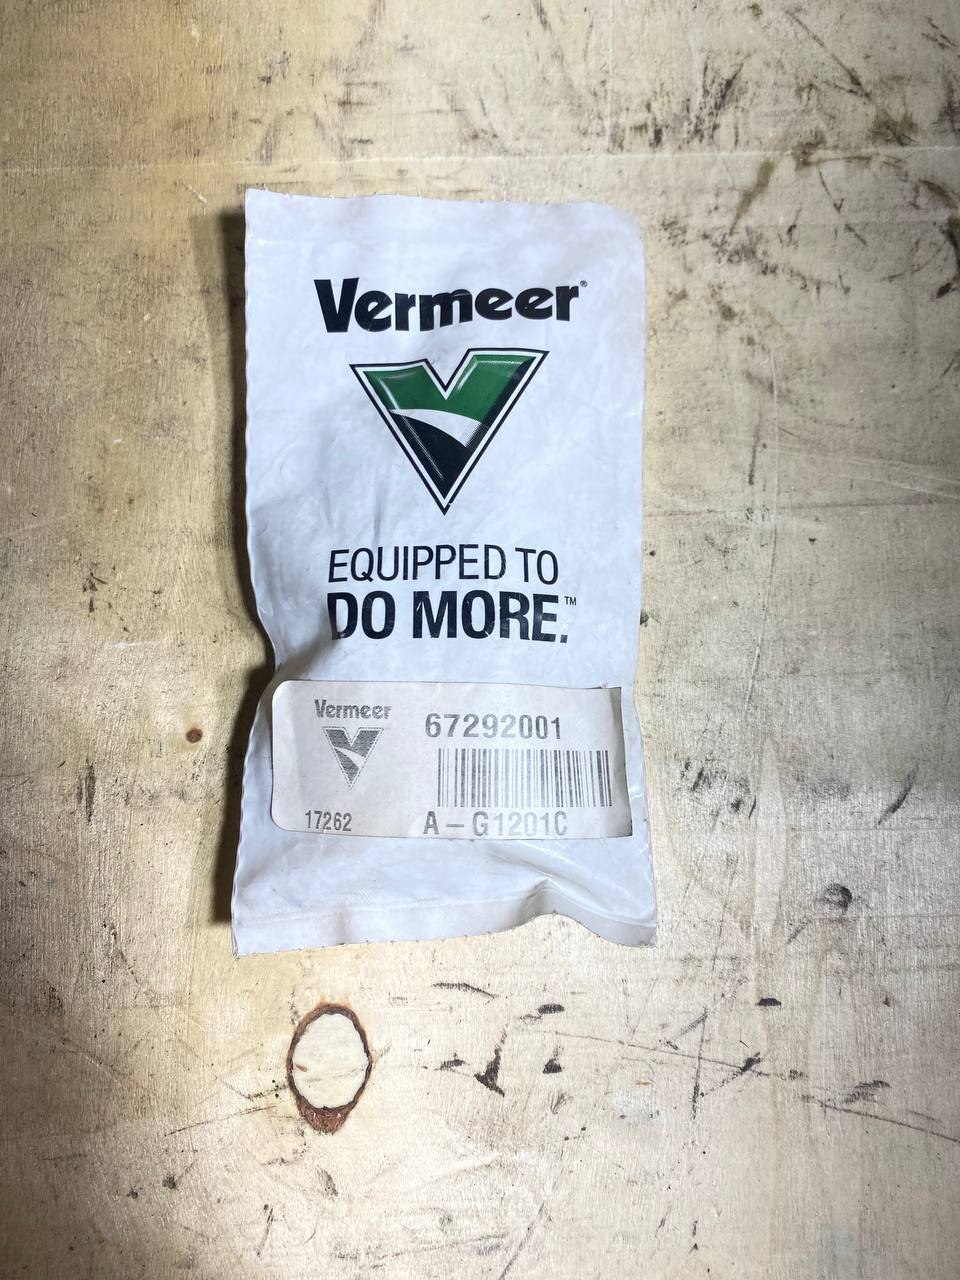 Vermeer®
EQUIPPED TO
DO MORE.™
Vermeer
67292001
17262
A – G1201C